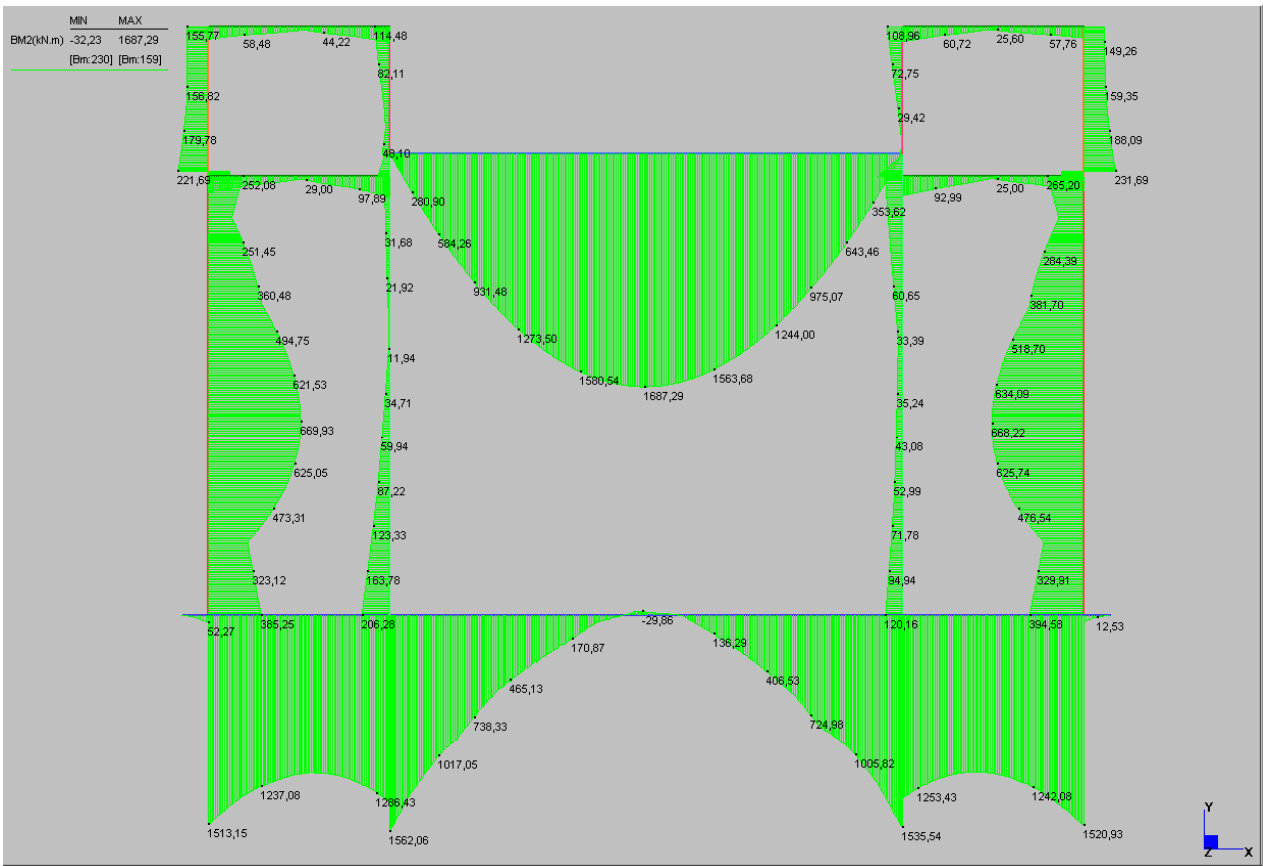 MIN MAX
BM2(kN.m) -32,23 1687,29
[Bm:230] [Bm:159]
155,77 58,48 44,22 114,48 108,96 60,72 25,60 57,76 149,26
82,11 72,75
156,82 29,42 159,35
179,78 48,10 188,09
221,69 252,08 29,00 97,89 280,90 353,62 92,99 25,00 265,20 231,69
251,45 31,68 584,26 643,46 284,39
360,48 21,92 931,48 975,07 60,65 381,70
494,75 1273,50 1244,00 33,39 518,70
11,94
621,53 1580,54 1687,29 1563,68 634,09
34,71 35,24
669,93 59,94 43,08 668,22
625,05 87,22 52,99 625,74
473,31 123,33 71,78 476,54
323,12 163,78 94,94 329,91
52,27 385,25 206,28 -29,86 120,16 394,58 12,53
170,87 136,29
465,13 406,53
738,33 724,98
1017,05 1005,82
1237,08 1286,43 1253,43 1242,08
1513,15 1562,06 1535,54 1520,93
Y
Z X